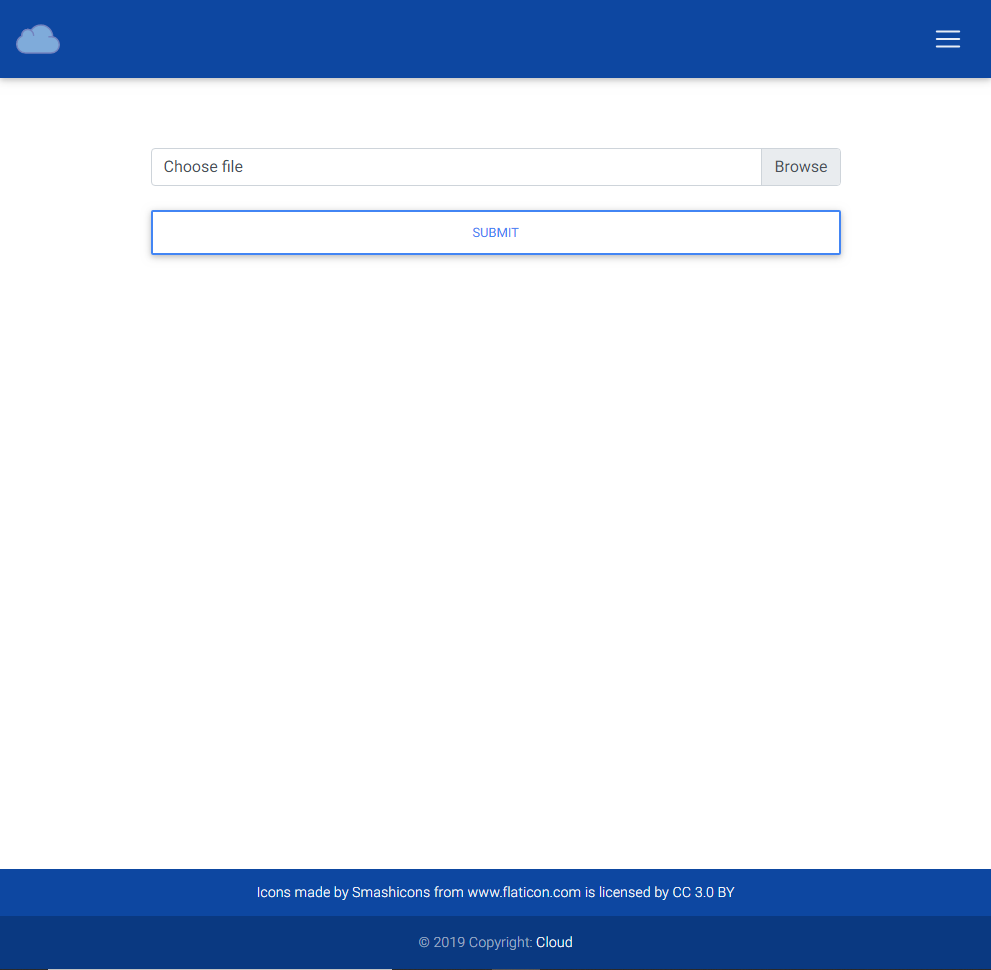 Choose file
Browse
SUBMIT
Icons made by Smashicons from www.flaticon.com is licensed by CC 3.0 BY
© 2019 Copyright: Cloud